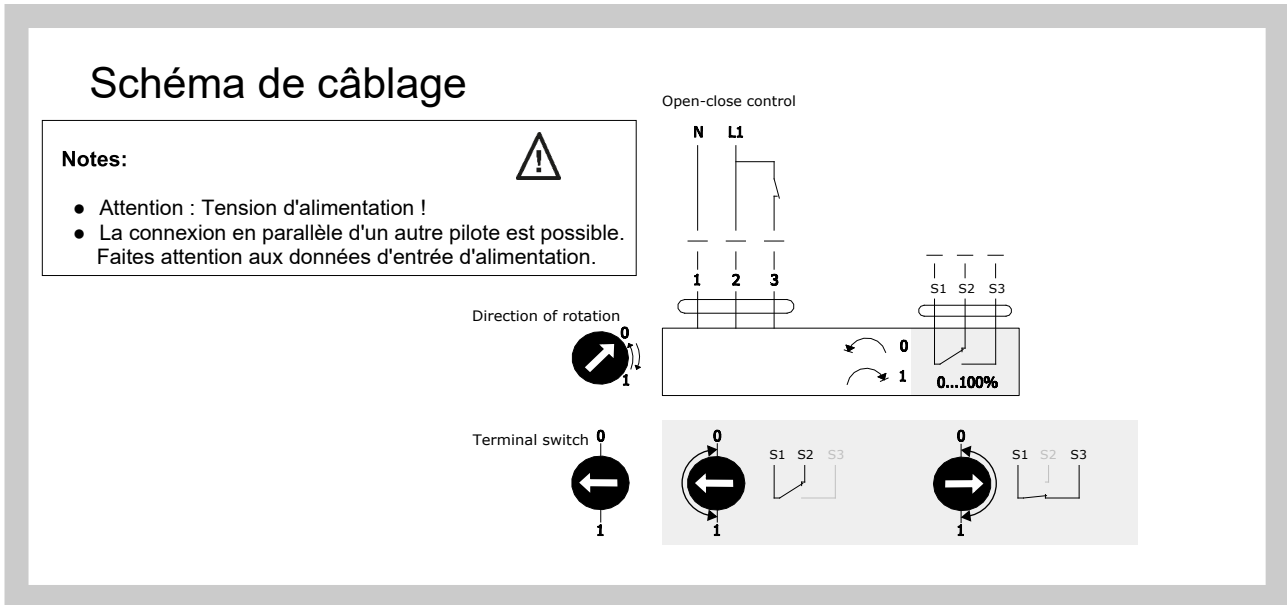 Schéma de câblage
Notes:
● Attention : Tension d'alimentation !
● La connexion en parallèle d'un autre pilote est possible.
Faites attention aux données d'entrée d'alimentation.
Open-close control
N L1
1 2 3
S1 S2 S3
Direction of rotation
0
1
0
1
0...100%
Terminal switch
0
1
0
1
S1 S2 S3
0
1
S1 S2 S3